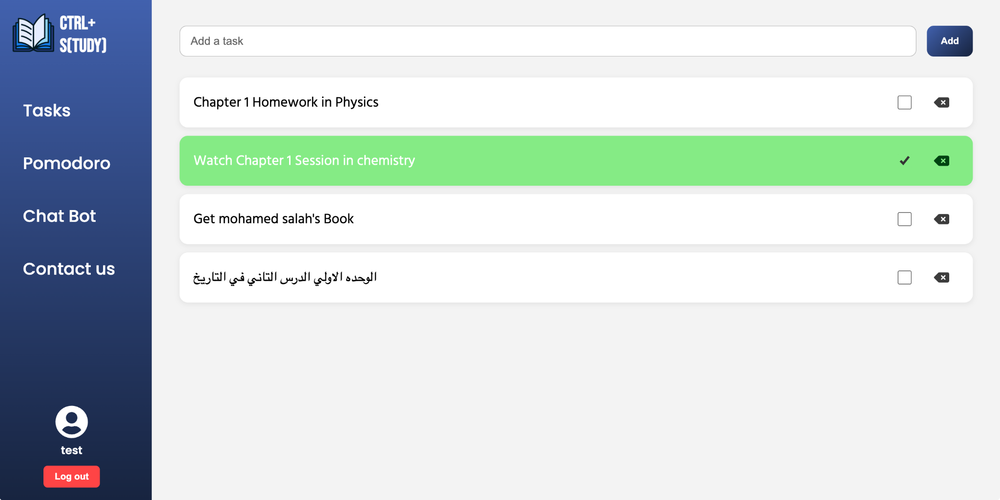 CTRL+
S(TUDY)
Tasks
Pomodoro
Chat Bot
Contact us
test
Log out
Add a task
Add
Chapter 1 Homework in Physics
Watch Chapter 1 Session in chemistry
Get mohamed salah's Book
الوحده الاولي الدرس التاني في التاريخ